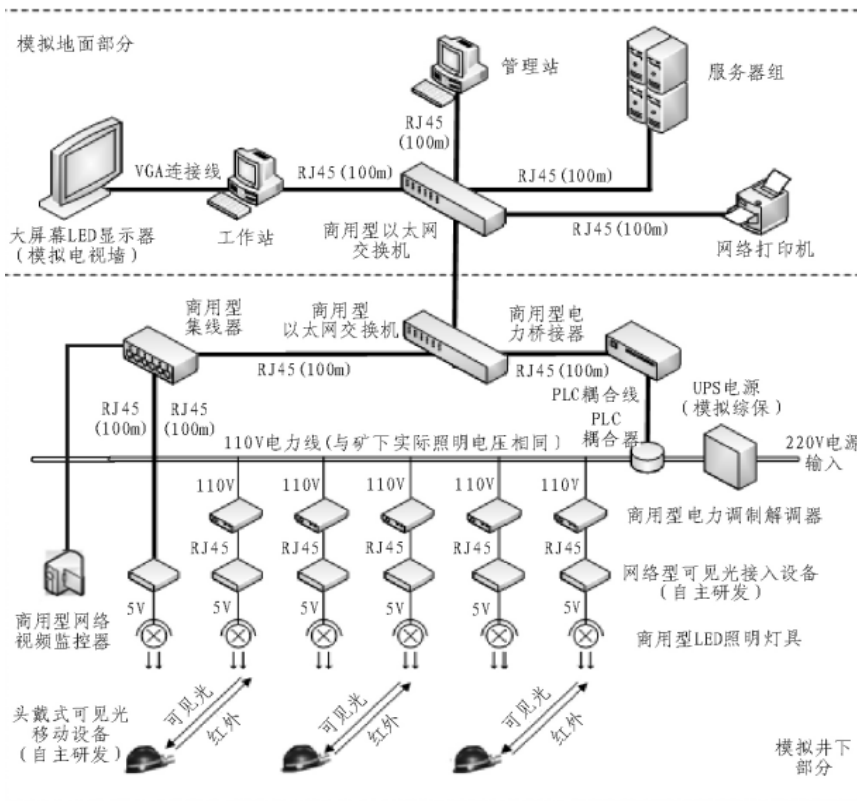 模拟地面部分
管理站
服务器组
RJ45
(100m)
VGA连接线
RJ45(100m)
RJ45(100m)
RJ45(100m)
大屏幕LED显示器
(模拟电视墙)
工作站
商用型以太网
交换机
网络打印机
商用型
集线器
商用型
以太网交换机
商用型电
力桥接器
RJ45(100m)
RJ45(100m)
PLC耦合线
UPS电源
(模拟综保)
RJ45
(100m)
RJ45
(100m)
PLC
耦合器
110V电力线(与矿下实际照明电压相同)
220V电源
输入
110V
110V
110V
110V
110V
商用型电力调制解调器
RJ45
RJ45
RJ45
RJ45
RJ45
网络型可见光接入设备
(自主研发)
5V
5V
5V
5V
5V
5V
商用型网络
视频监控器
商用型LED照明灯具
头戴式可见光
移动设备
(自主研发)
可见光
红外
可见光
红外
可见光
红外
模拟井下
部分